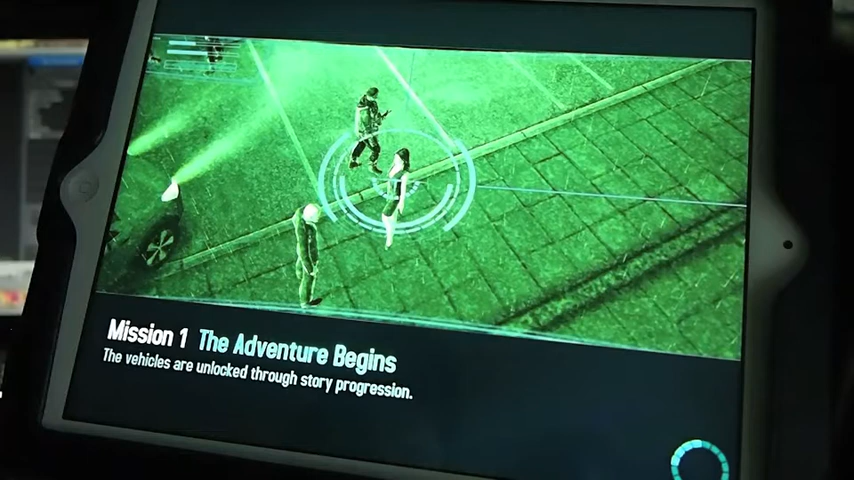 Mission 1 The Adventure Begins
The vehicles are unlocked through story progression.